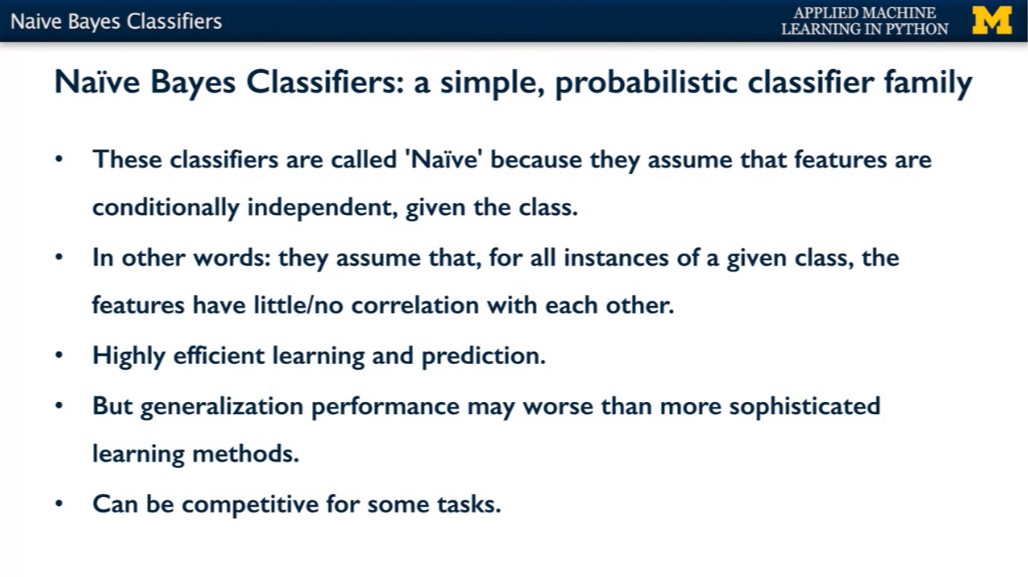 Naive Bayes Classifiers
APPLIED MACHINE
LEARNING IN PYTHON
M
Naïve Bayes Classifiers: a simple, probabilistic classifier family
• These classifiers are called 'Naïve' because they assume that features are
conditionally independent, given the class.
• In other words: they assume that, for all instances of a given class, the
features have little/no correlation with each other.
• Highly efficient learning and prediction.
• But generalization performance may worse than more sophisticated
learning methods.
• Can be competitive for some tasks.